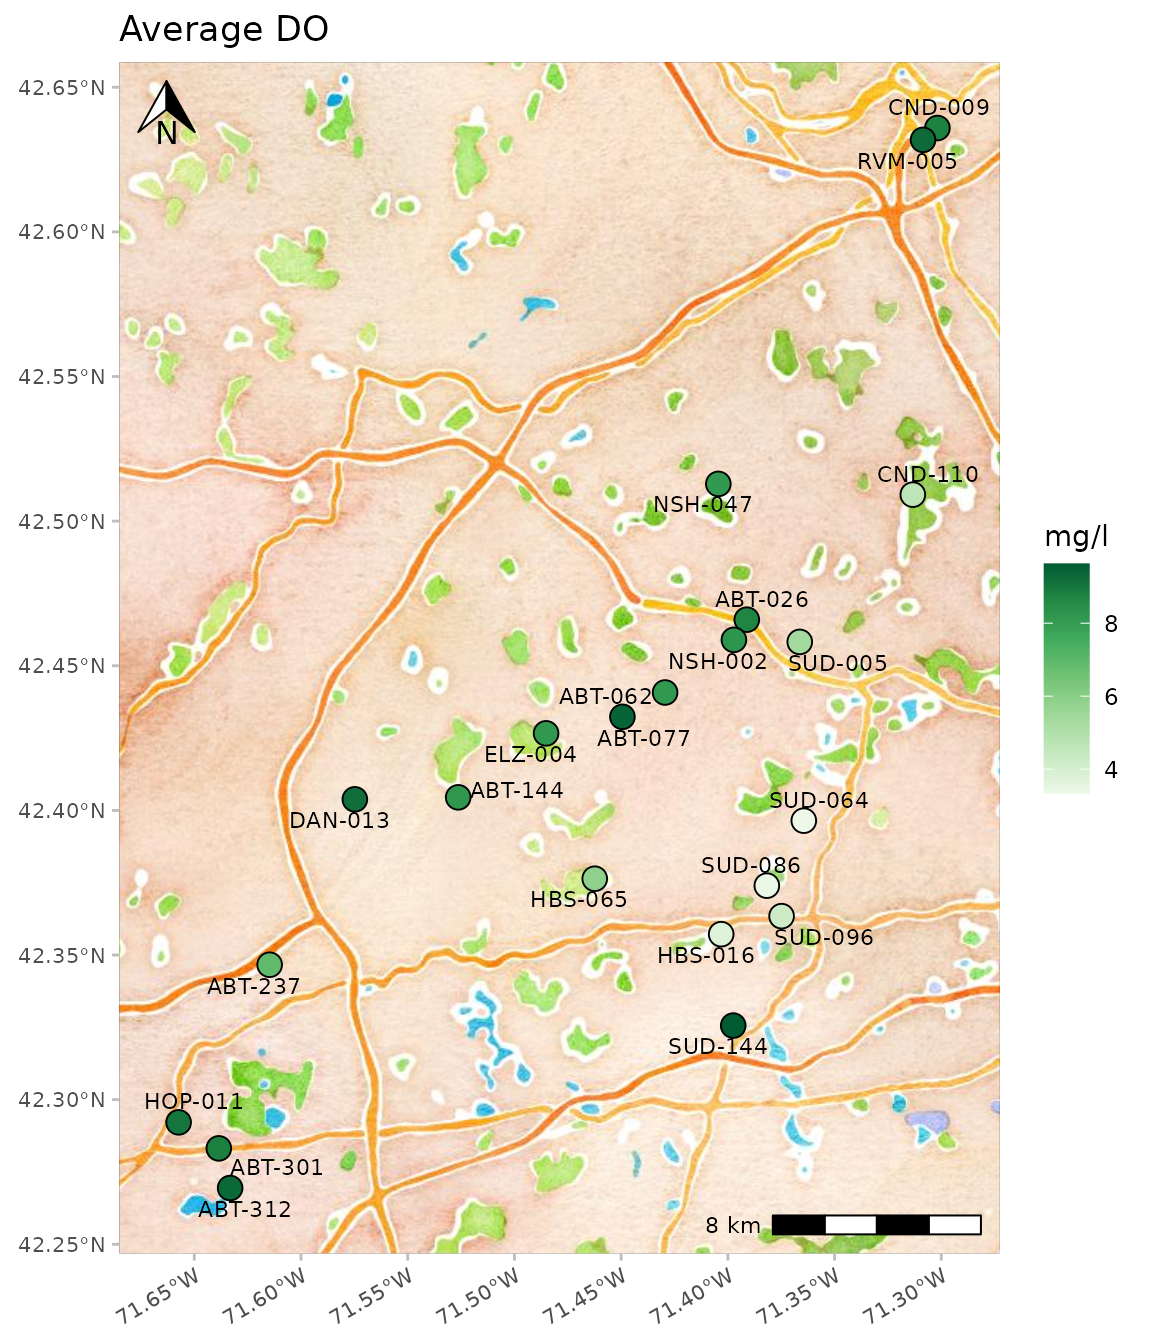 Average DO
42.65°N
42.60°N
42.55°N
42.50°N
42.45°N
42.40°N
42.35°N
42.30°N
42.25°N
N
CND-009
RVM-005
CND-110
NSH-047
ABT-026
NSH-002
SUD-005
ABT-062
ABT-077
ELZ-004
ABT-144
DAN-013
SUD-064
SUD-086
HBS-065
SUD-096
HBS-016
ABT-237
SUD-144
HOP-011
ABT-301
ABT-312
8 km
71.65°W
71.60°W
71.55°W
71.50°W
71.45°W
71.40°W
71.35°W
71.30°W
mg/l
8
6
4